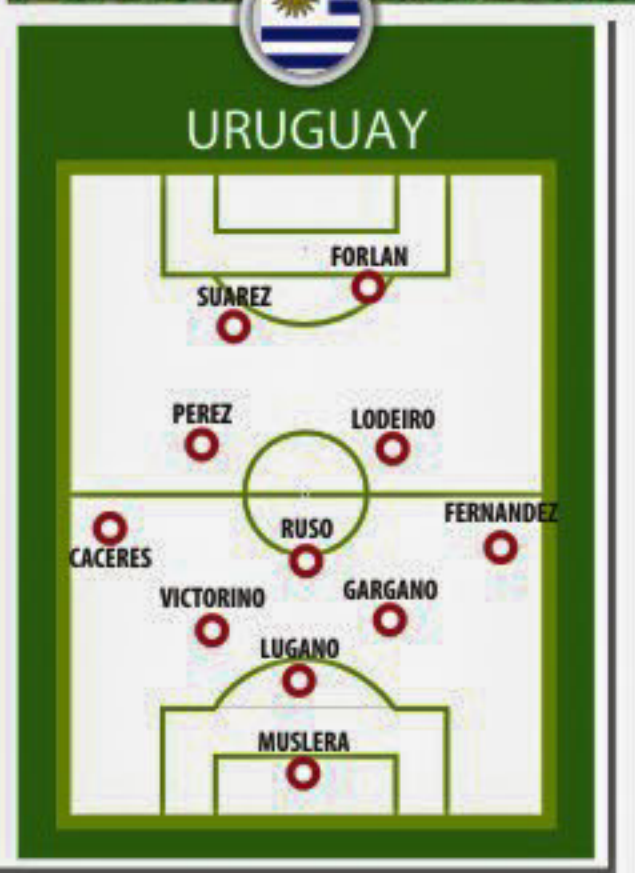 URUGUAY
FORLAN
SUAREZ
PEREZ
LODEIRO
FERNANDEZ
RUSO
CACERES
GARGANO
VICTORINO
LUGANO
MUSLERA